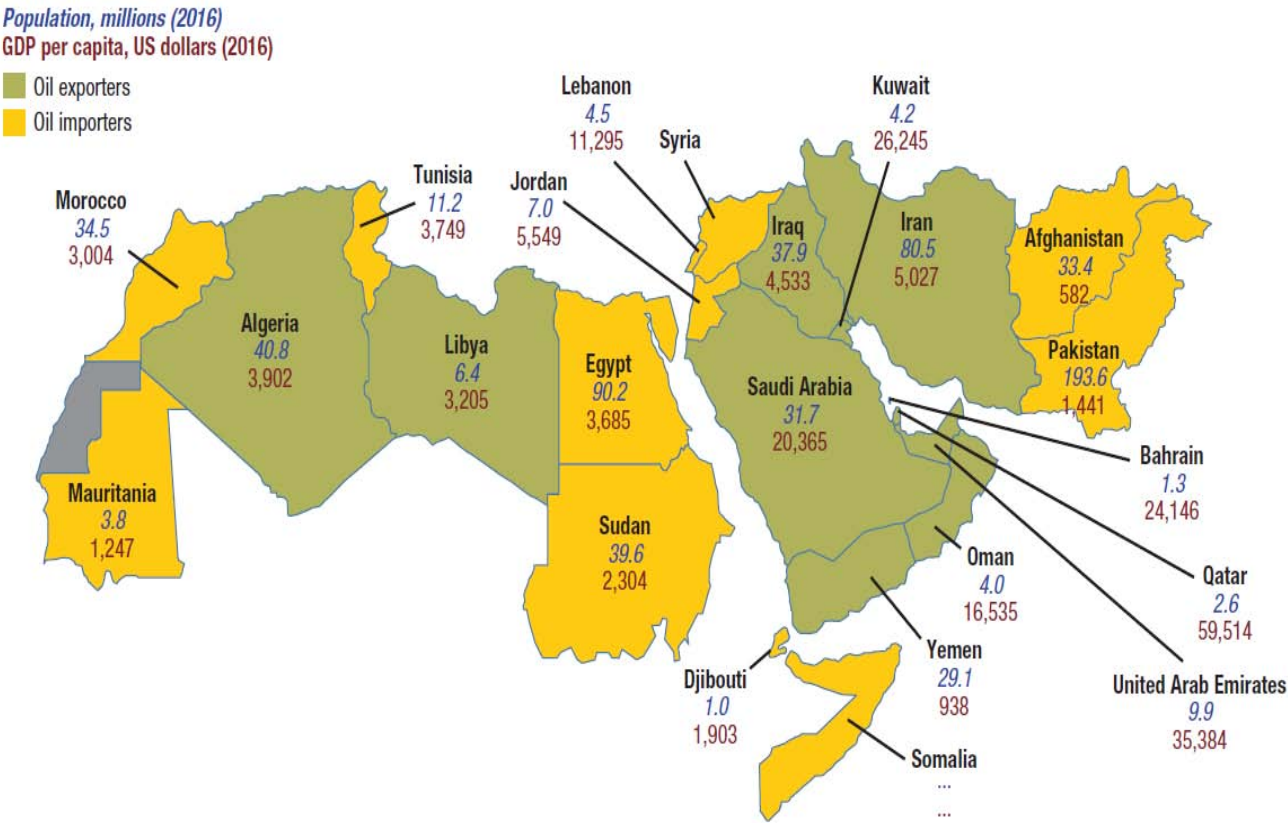 Population, millions (2016)
GDP per capita, US dollars (2016)
Oil exporters
Oil importers
Morocco
34.5
3,004
Tunisia
11.2
3,749
Jordan
7.0
5,549
Lebanon
4.5
11,295
Syria
Kuwait
4.2
26,245
Iraq
37.9
4,533
Iran
80.5
5,027
Afghanistan
33.4
582
Pakistan
193.6
1,441
Algeria
40.8
3,902
Libya
6.4
3,205
Egypt
90.2
3,685
Saudi Arabia
31.7
20,365
Bahrain
1.3
24,146
Mauritania
3.8
1,247
Sudan
39.6
2,304
Oman
4.0
16,535
Qatar
2.6
59,514
Yemen
29.1
938
United Arab Emirates
9.9
35,384
Djibouti
1.0
1,903
Somalia
...
...